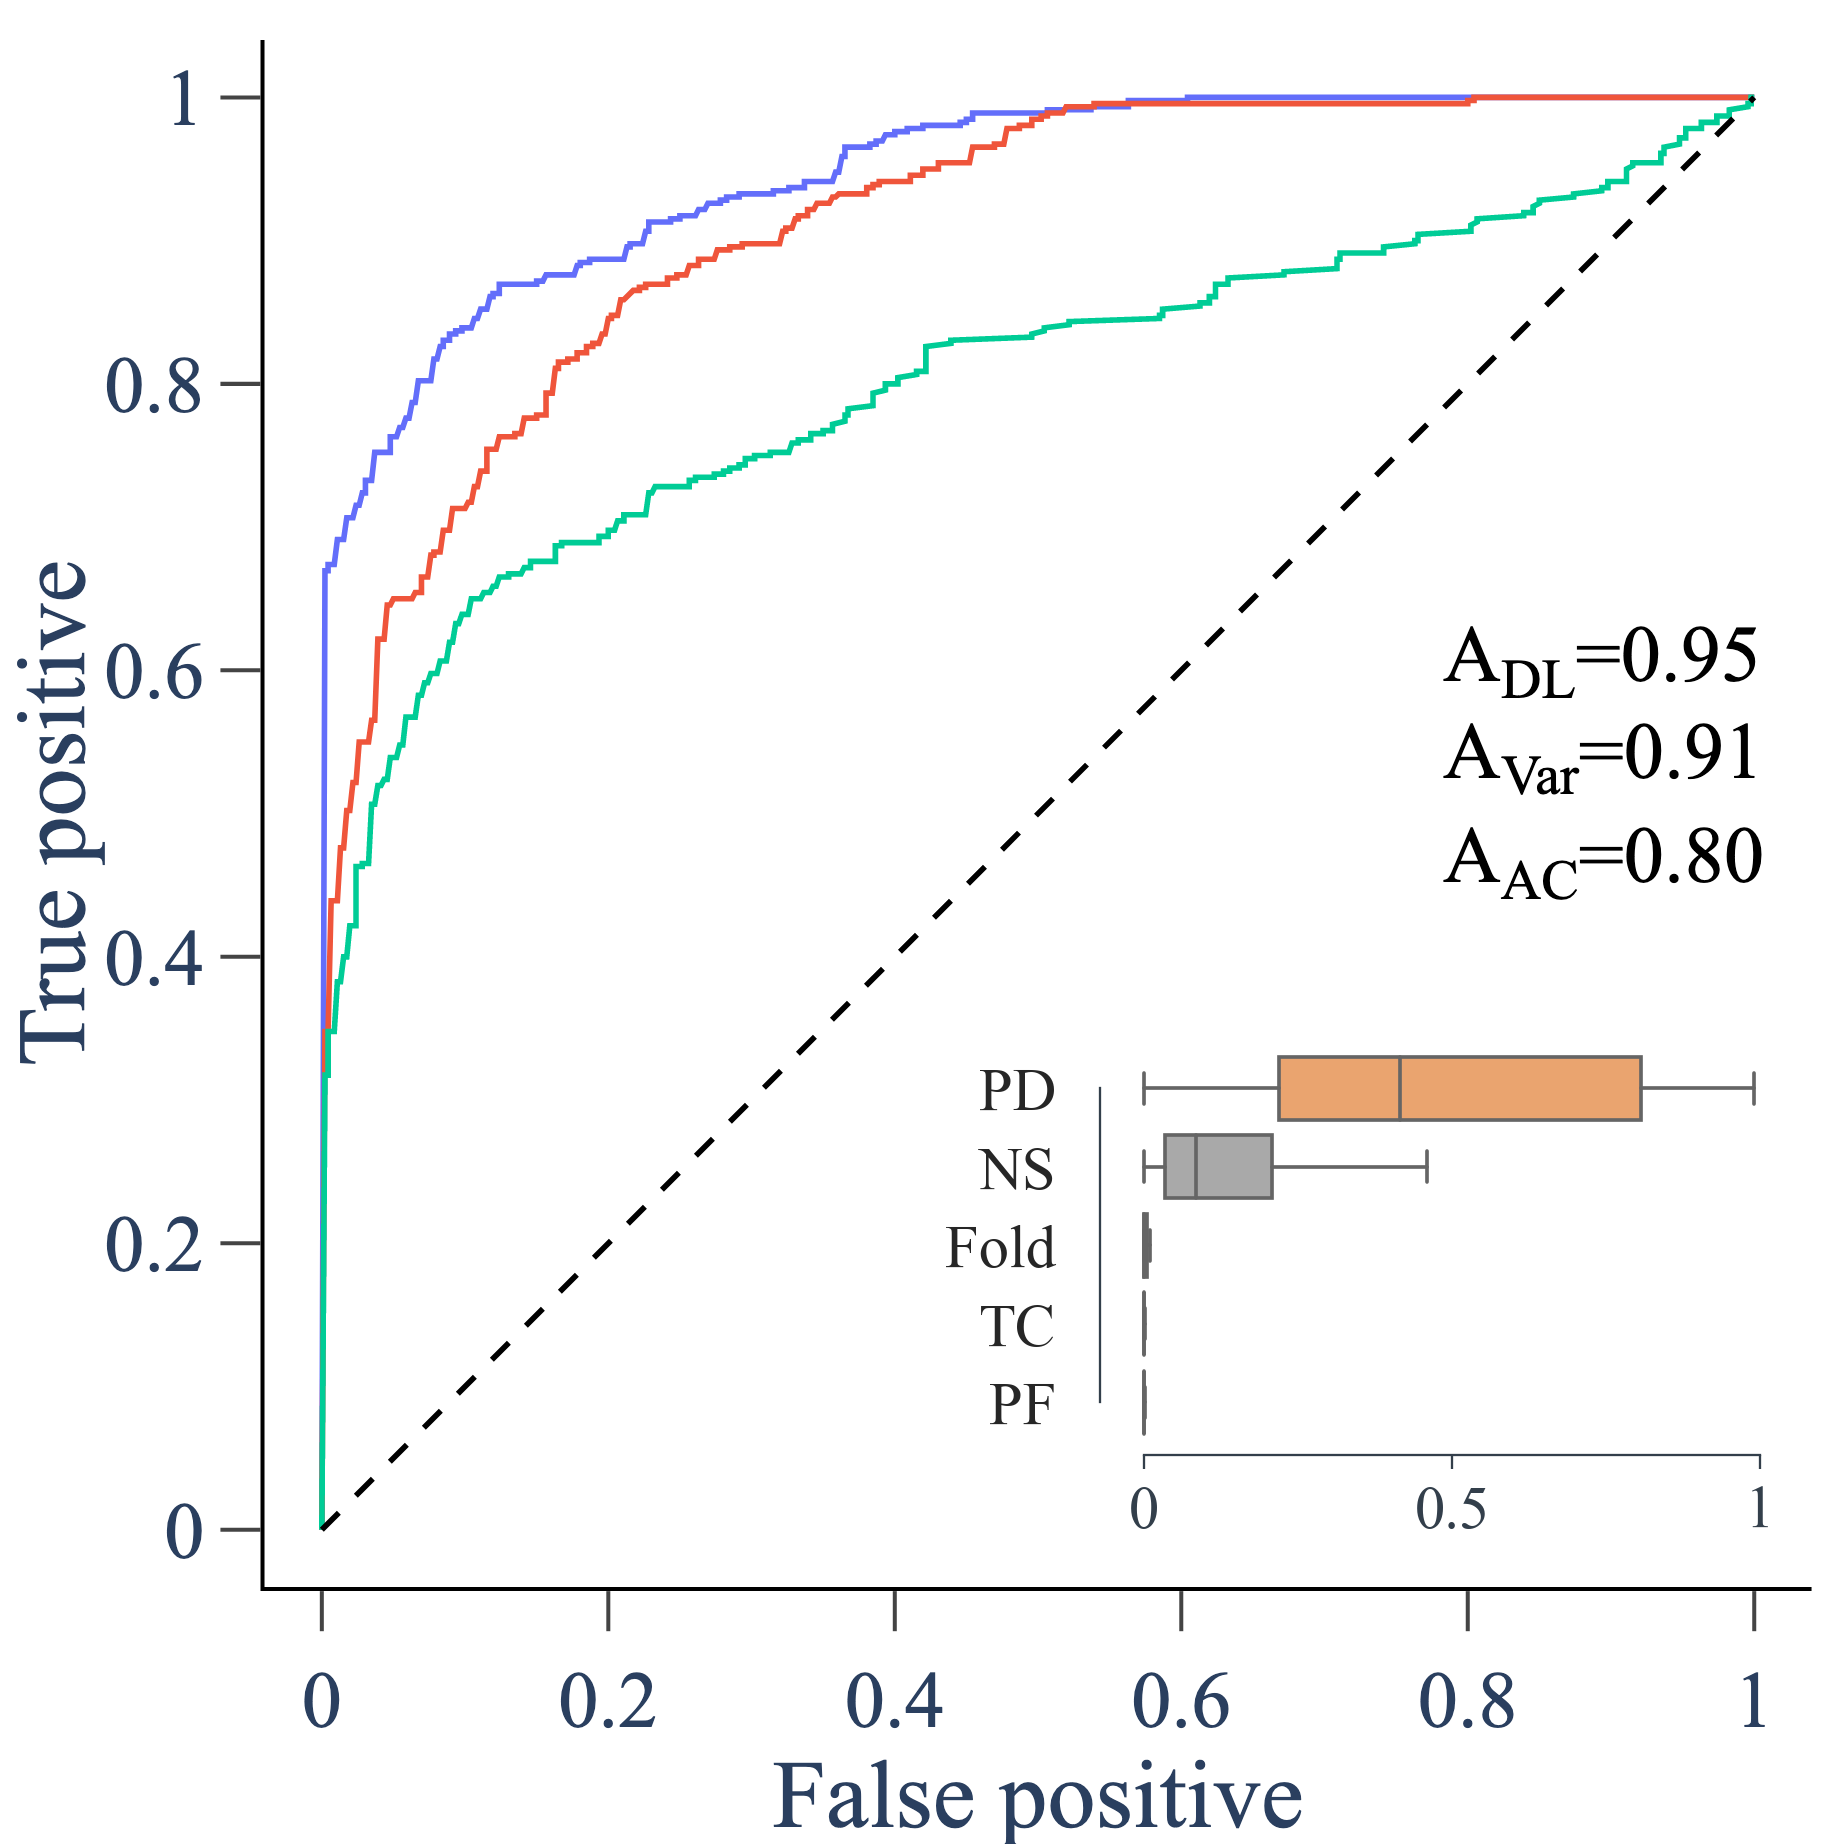 1
0.8
0.6
0.4
0.2
0
True positive
A_DL=0.95
A_Var=0.91
A_AC=0.80
PD
NS
Fold
TC
PF
0 0.5 1
0 0.2 0.4 0.6 0.8 1
False positive